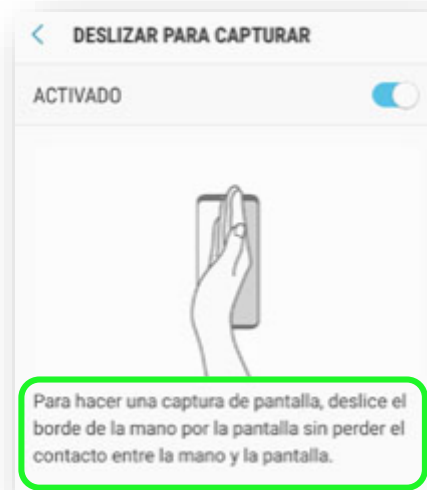 DESLIZAR PARA CAPTURAR
ACTIVADO
Para hacer una captura de pantalla, deslice el
borde de la mano por la pantalla sin perder el
contacto entre la mano y la pantalla.